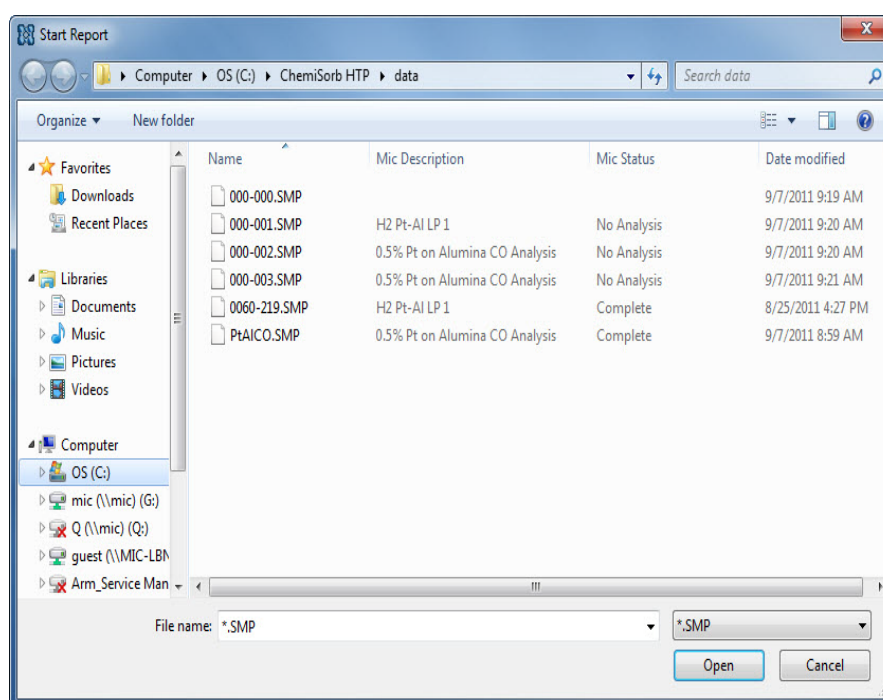 Start Report
Computer OS (C:) ChemiSorb HTP data
Search data
Organize New folder
Name Mic Description Mic Status Date modified
000-000.SMP 9/7/2011 9:19 AM
000-001.SMP H2 Pt-Al LP 1 No Analysis 9/7/2011 9:20 AM
000-002.SMP 0.5% Pt on Alumina CO Analysis No Analysis 9/7/2011 9:20 AM
000-003.SMP 0.5% Pt on Alumina CO Analysis No Analysis 9/7/2011 9:21 AM
0060-219.SMP H2 Pt-Al LP 1 Complete 8/25/2011 4:27 PM
PtAlCO.SMP 0.5% Pt on Alumina CO Analysis Complete 9/7/2011 8:59 AM
Favorites
Downloads
Recent Places
Libraries
Documents
Music
Pictures
Videos
Computer
OS (C:)
mic (\\mic) (G:)
Q (\\mic) (Q:)
guest (\\MIC-LBN
Arm_Service Man
File name: *.SMP
*.SMP
Open Cancel